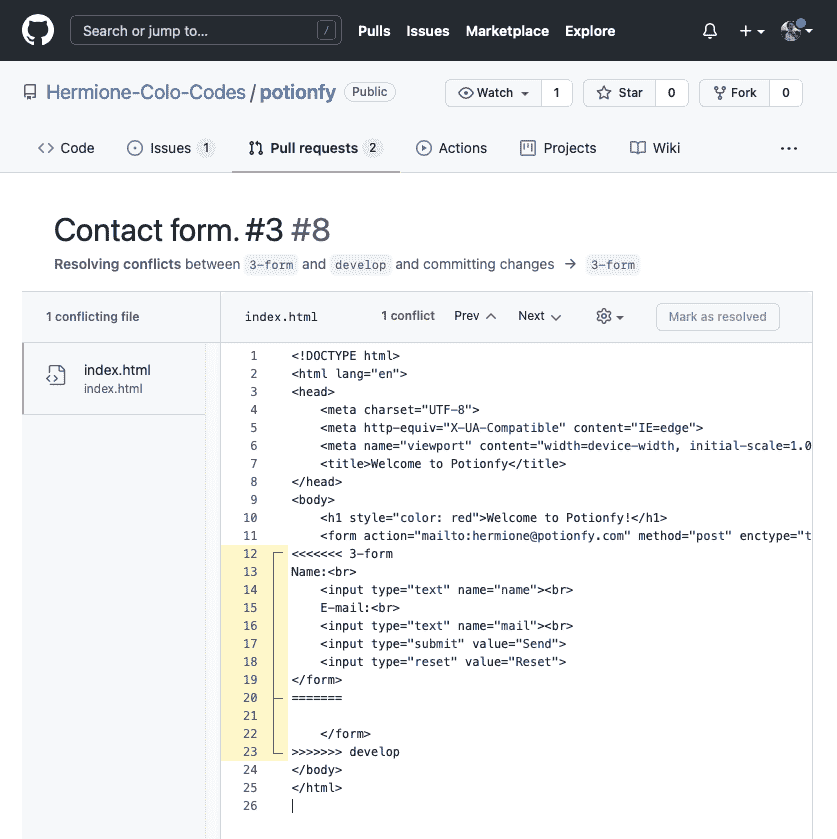 Search or jump to... / Pulls Issues Marketplace Explore
Hermione-Colo-Codes / potionfy Public Watch 1 Star 0 Fork 0
Code Issues 1 Pull requests 2 Actions Projects Wiki ...
Contact form. #3 #8
Resolving conflicts between 3-form and develop and committing changes → 3-form
1 conflicting file index.html 1 conflict Prev Next Mark as resolved
index.html
index.html
1 <!DOCTYPE html>
2 <html lang="en">
3 <head>
4 <meta charset="UTF-8">
5 <meta http-equiv="X-UA-Compatible" content="IE=edge">
6 <meta name="viewport" content="width=device-width, initial-scale=1.0
7 <title>Welcome to Potionfy</title>
8 </head>
9 <body>
10 <h1 style="color: red">Welcome to Potionfy!</h1>
11 <form action="mailto:hermione@potionfy.com" method="post" enctype="t
12 <<<<<<< 3-form
13 Name:<br>
14 <input type="text" name="name"><br>
15 E-mail:<br>
16 <input type="text" name="mail"><br>
17 <input type="submit" value="Send">
18 <input type="reset" value="Reset">
19 </form>
20 =======
21
22 </form>
23 >>>>>>> develop
24 </body>
25 </html>
26